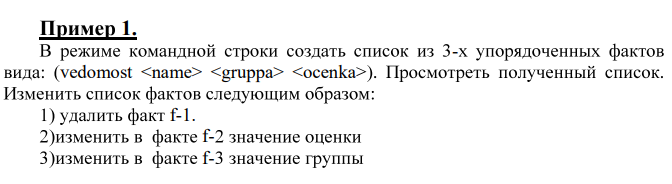 Пример 1.
В режиме командной строки создать список из 3-х упорядоченных фактов
вида: (vedomost <name> <gruppa> <ocenka>). Просмотреть полученный список.
Изменить список фактов следующим образом:
1) удалить факт f-1.
2)изменить в факте f-2 значение оценки
3)изменить в факте f-3 значение группы